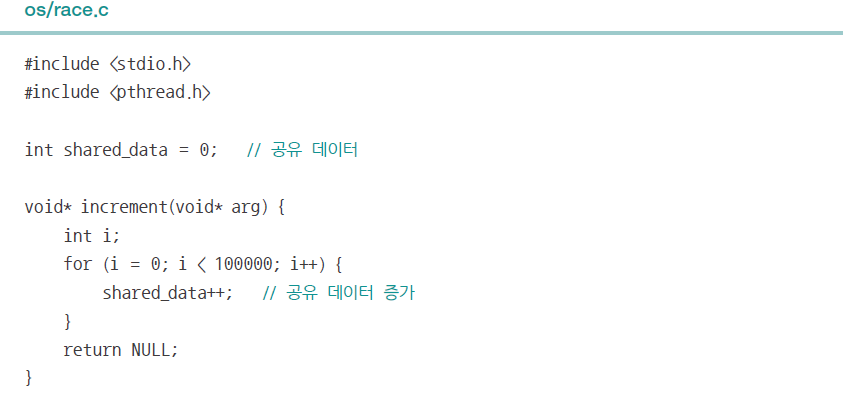 os/race.c
#include <stdio.h>
#include <pthread.h>
int shared_data = 0;   // 공유 데이터
void* increment(void* arg) {
    int i;
    for (i = 0; i < 100000; i++) {
        shared_data++;   // 공유 데이터 증가
    }
    return NULL;
}